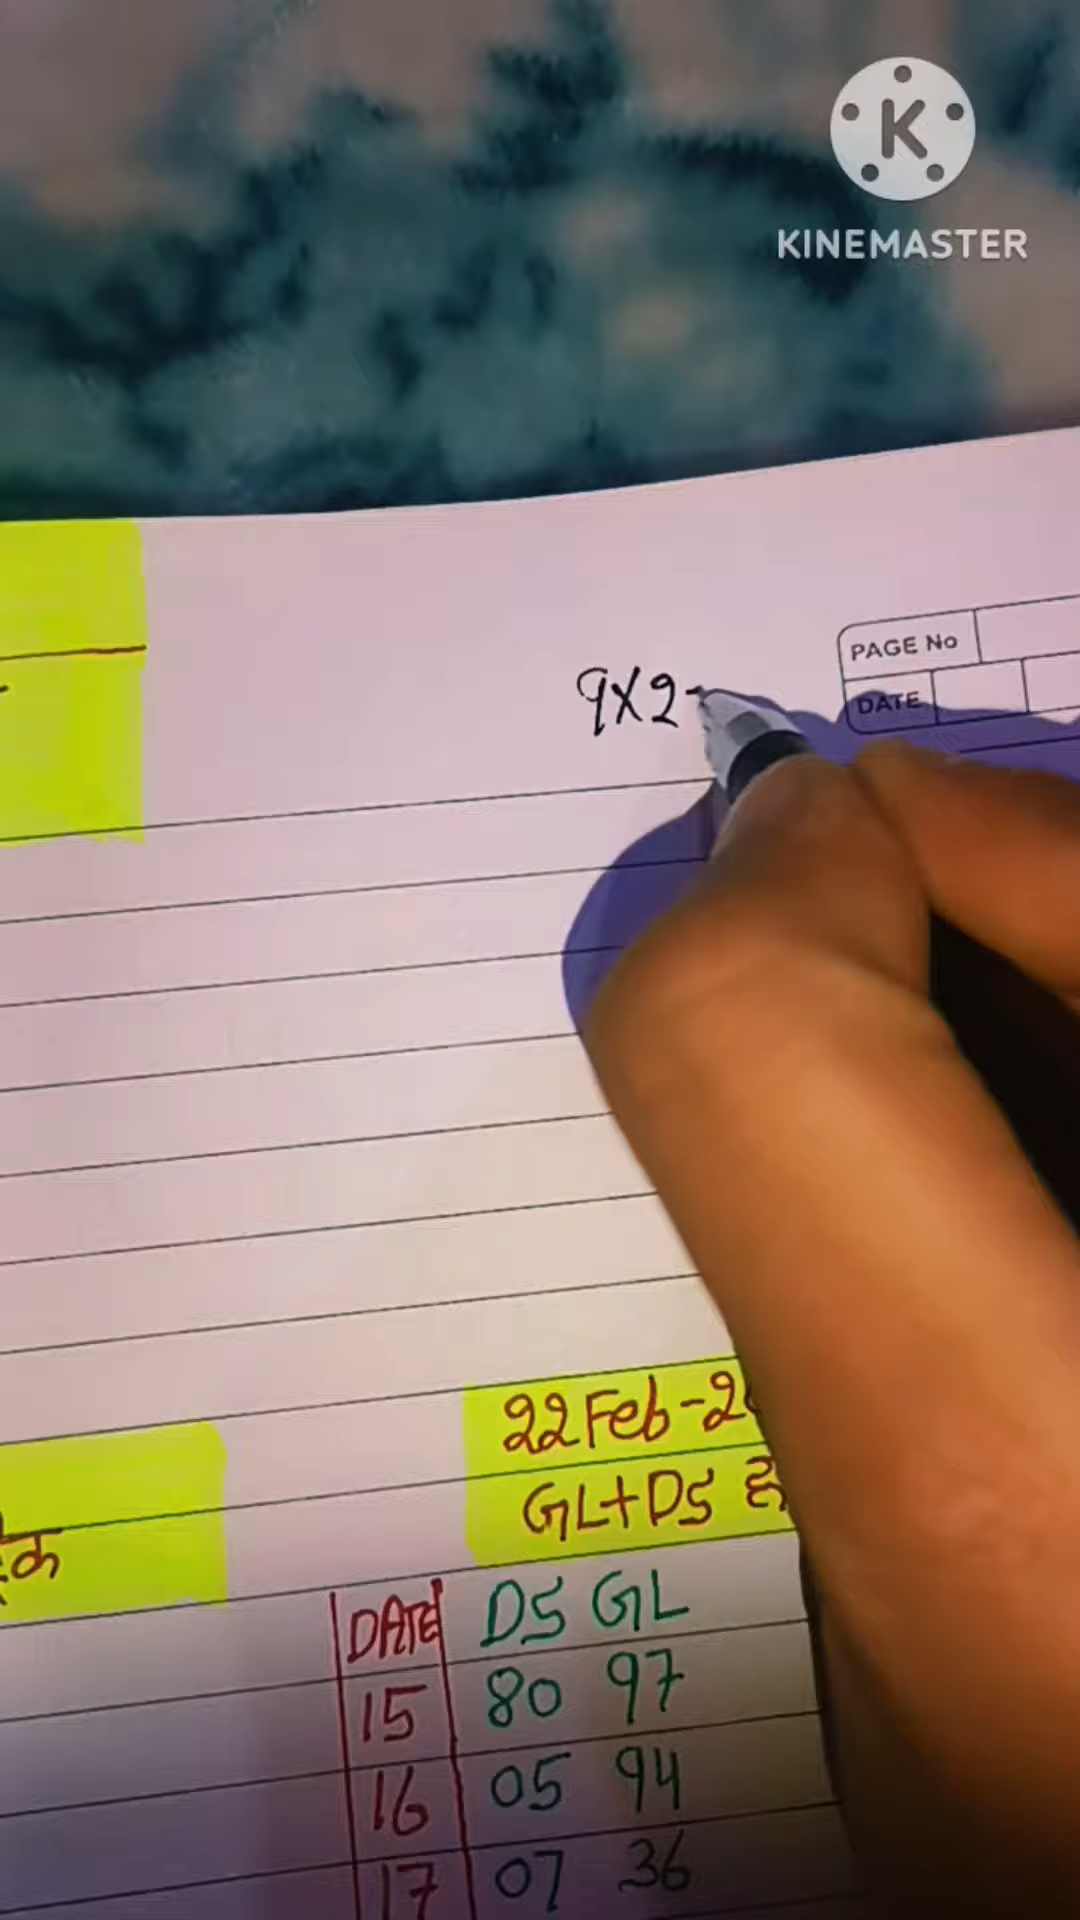 K
KINEMASTER
PAGE No
DATE
9X2-
22 Feb-2
GL+DS
DATE DS GL
15 80 97
16 05 94
17 07 36